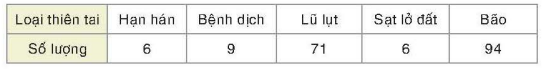 Loại thiên tai Hạn hán Bệnh dịch Lũ lụt Sạt lở đất Bão
Số lượng 6 9 71 6 94